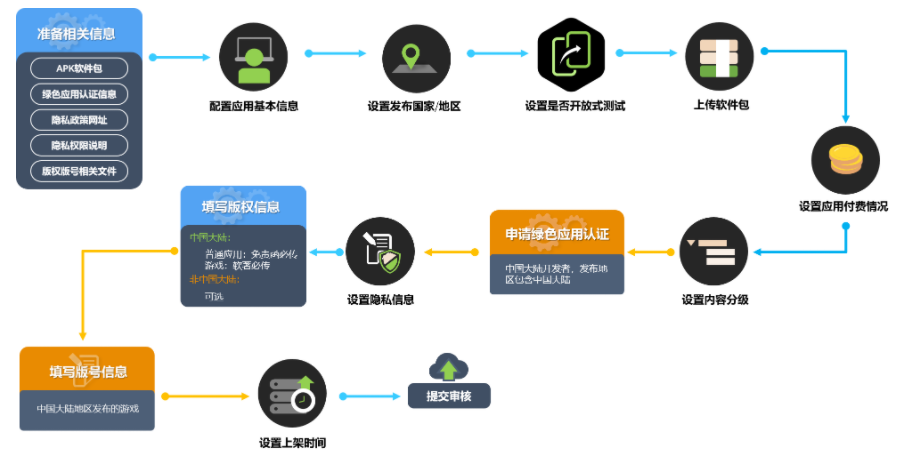 准备相关信息
APK软件包
绿色应用认证信息
隐私政策网址
隐私权限说明
版权版号相关文件
配置应用基本信息
设置发布国家/地区
设置是否开放式测试
上传软件包
设置应用付费情况
设置内容分级
申请绿色应用认证
中国大陆开发者，发布地
区包含中国大陆
设置隐私信息
填写版权信息
中国大陆:
普通应用：免责函必传
游戏：软著必传
非中国大陆:
可选
填写版号信息
中国大陆地区发布的游戏
设置上架时间
提交审核